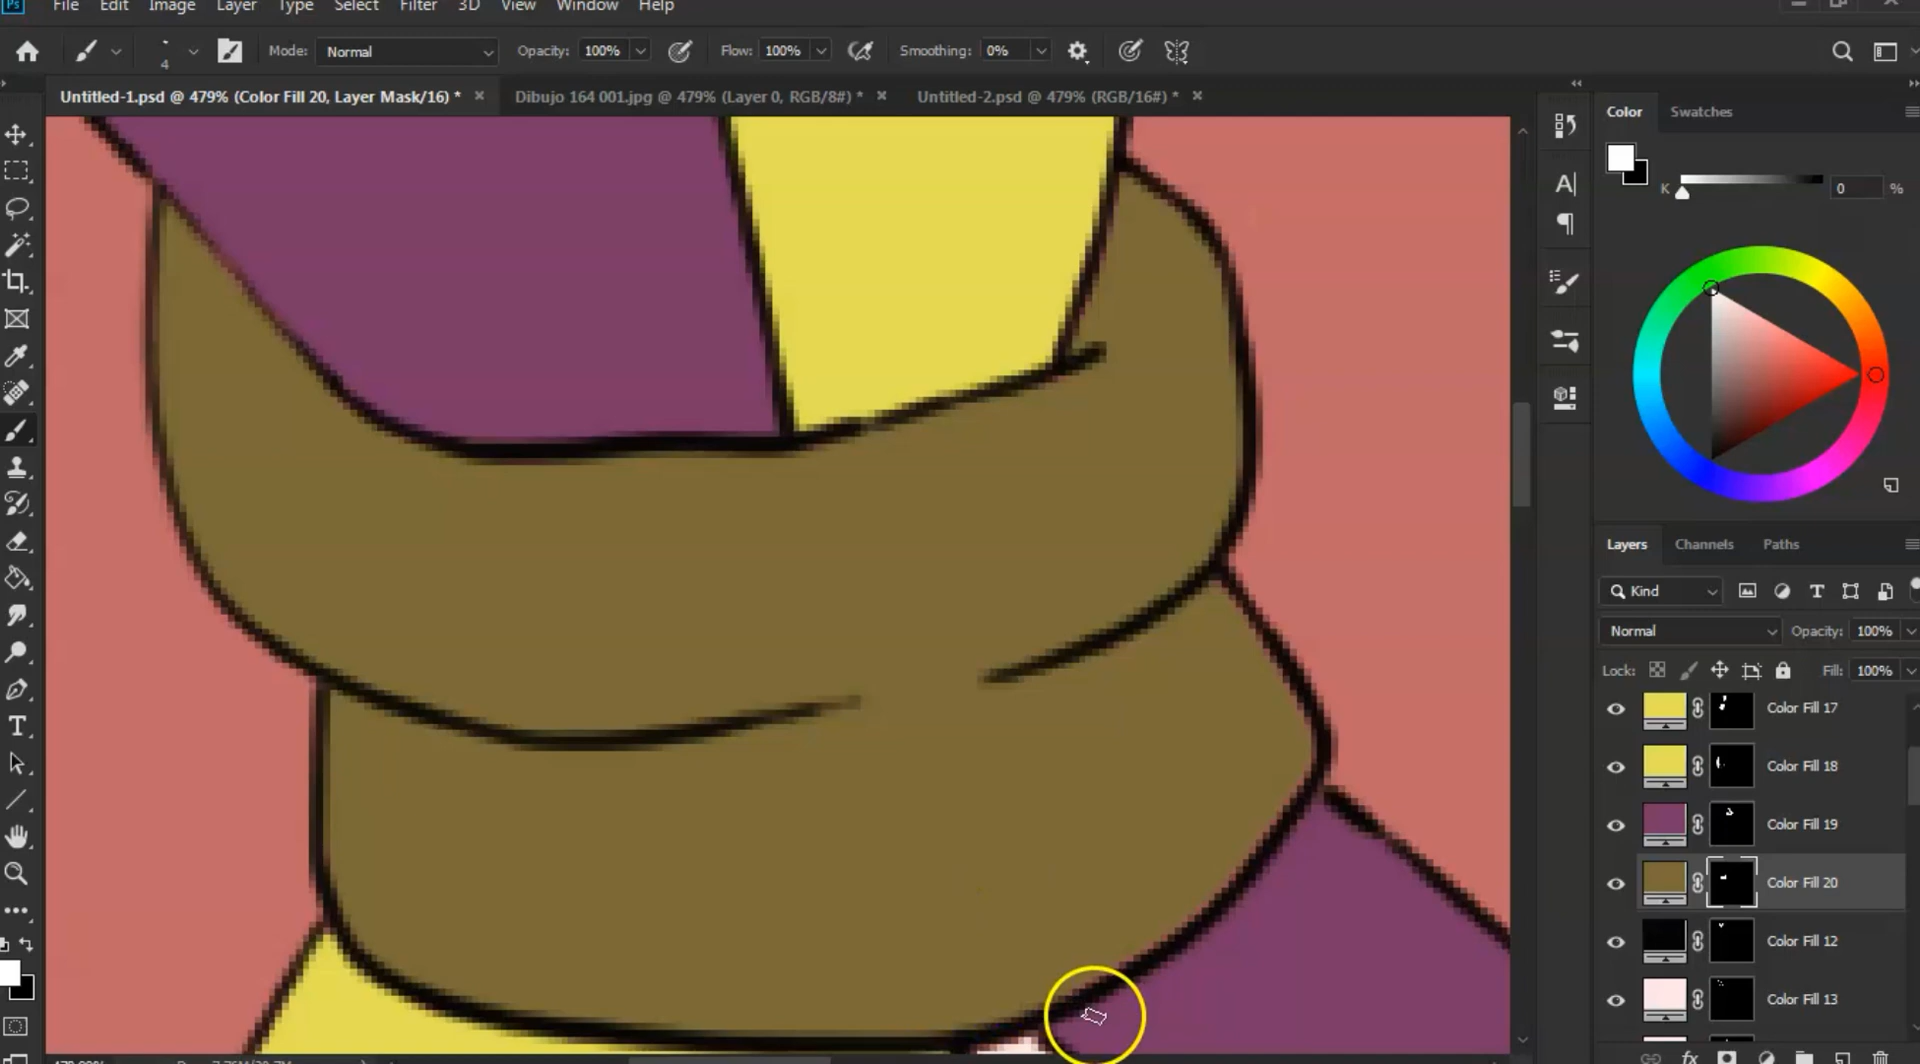 Ps File Edit Image Layer Type Select Filter 3D View Window Help
4 Mode: Normal Opacity: 100% Flow: 100% Smoothing: 0%
Untitled-1.psd @ 479% (Color Fill 20, Layer Mask/16) * × Dibujo 164 001.jpg @ 479% (Layer 0, RGB/8#) * × Untitled-2.psd @ 479% (RGB/16#) * ×
Color Swatches
K 0 %
Layers Channels Paths
Kind
Normal Opacity: 100%
Lock: Fill: 100%
Color Fill 17
Color Fill 18
Color Fill 19
Color Fill 20
Color Fill 12
Color Fill 13
fx